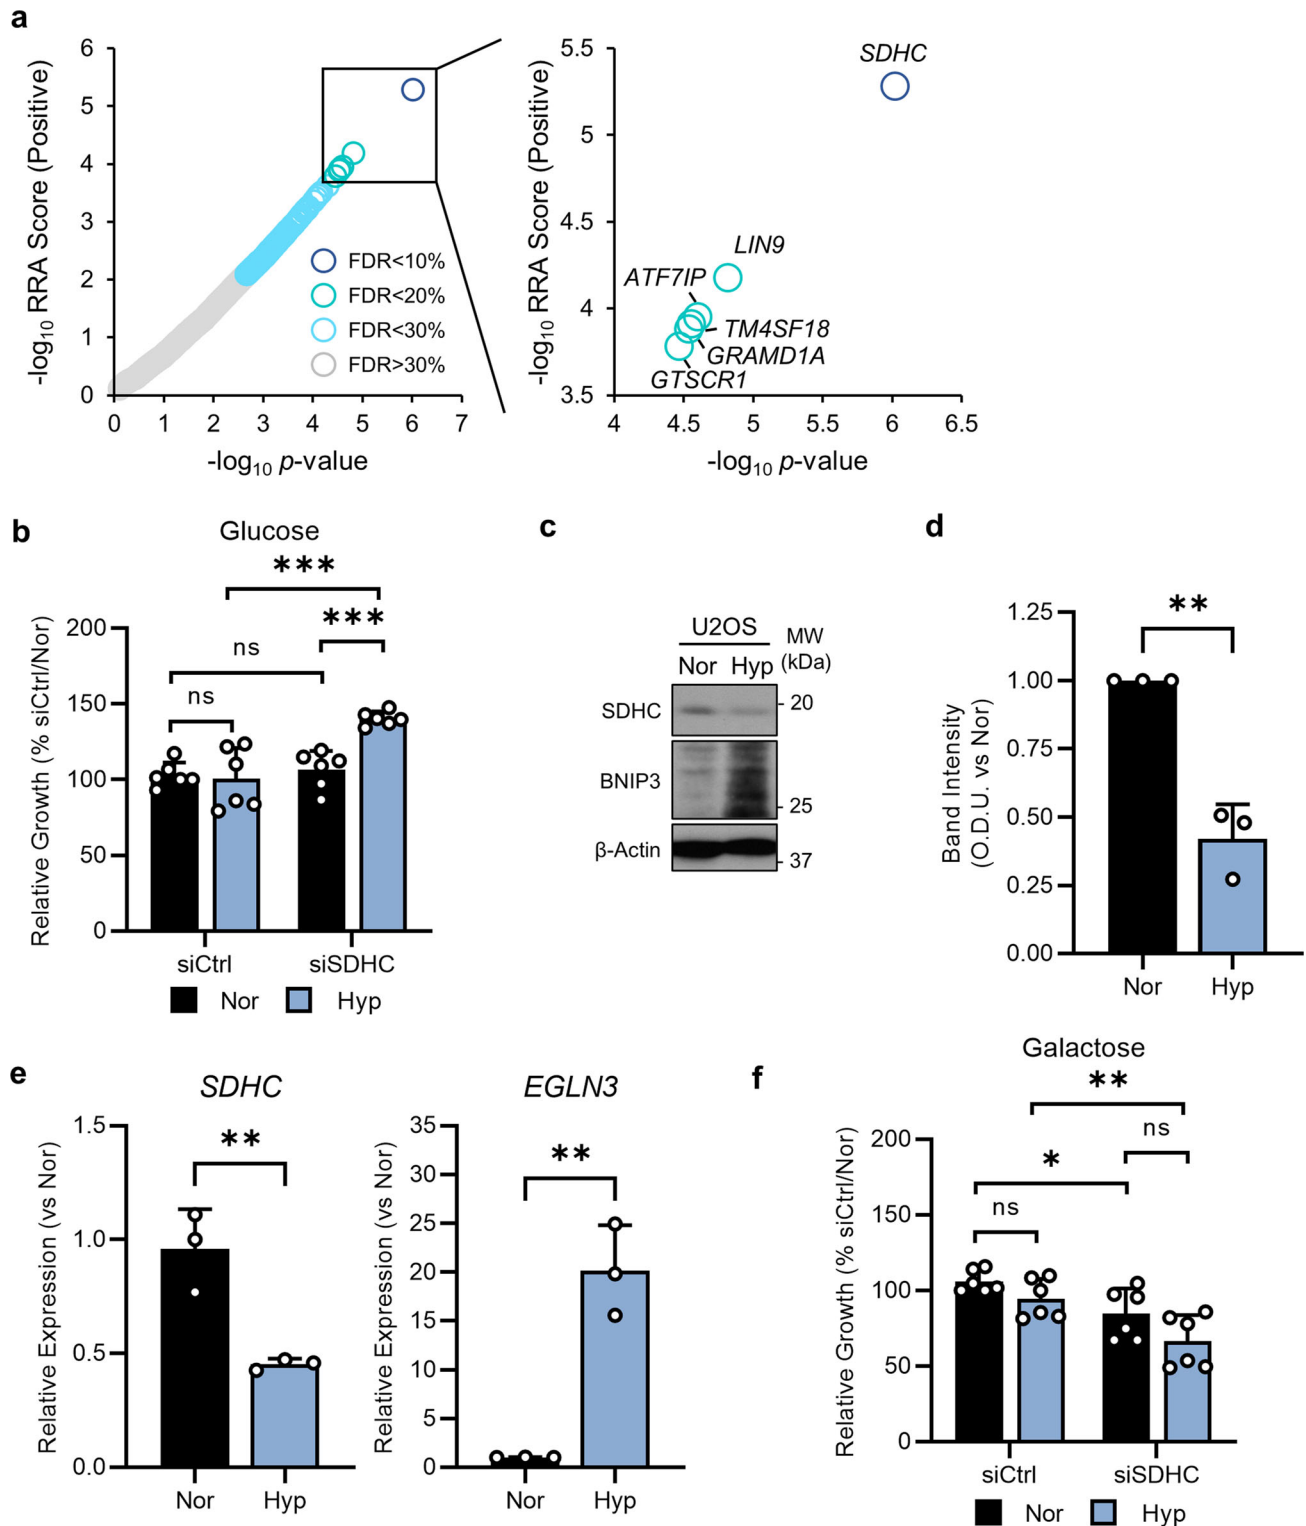 a
-log10 RRA Score (Positive)
6
5
4
3
2
1
0
0 1 2 3 4 5 6 7
-log10 p-value
FDR<10%
FDR<20%
FDR<30%
FDR>30%
-log10 RRA Score (Positive)
5.5
5
4.5
4
3.5
4 4.5 5 5.5 6 6.5
-log10 p-value
SDHC
LIN9
ATF7IP
TM4SF18
GRAMD1A
GTSCR1
b
Glucose
***
***
ns
ns
Relative Growth (% siCtrl/Nor)
200
150
100
50
0
siCtrl siSDHC
Nor Hyp
c
U2OS
MW
(kDa)
Nor Hyp
SDHC
20
BNIP3
25
β-Actin
37
d
**
Band Intensity
(O.D.U. vs Nor)
1.25
1.00
0.75
0.50
0.25
0.00
Nor Hyp
e
SDHC
**
Relative Expression (vs Nor)
1.5
1.0
0.5
0.0
Nor Hyp
EGLN3
**
Relative Expression (vs Nor)
35
30
25
20
15
10
5
0
Nor Hyp
f
Galactose
**
ns
*
ns
Relative Growth (% siCtrl/Nor)
200
150
100
50
0
siCtrl siSDHC
Nor Hyp